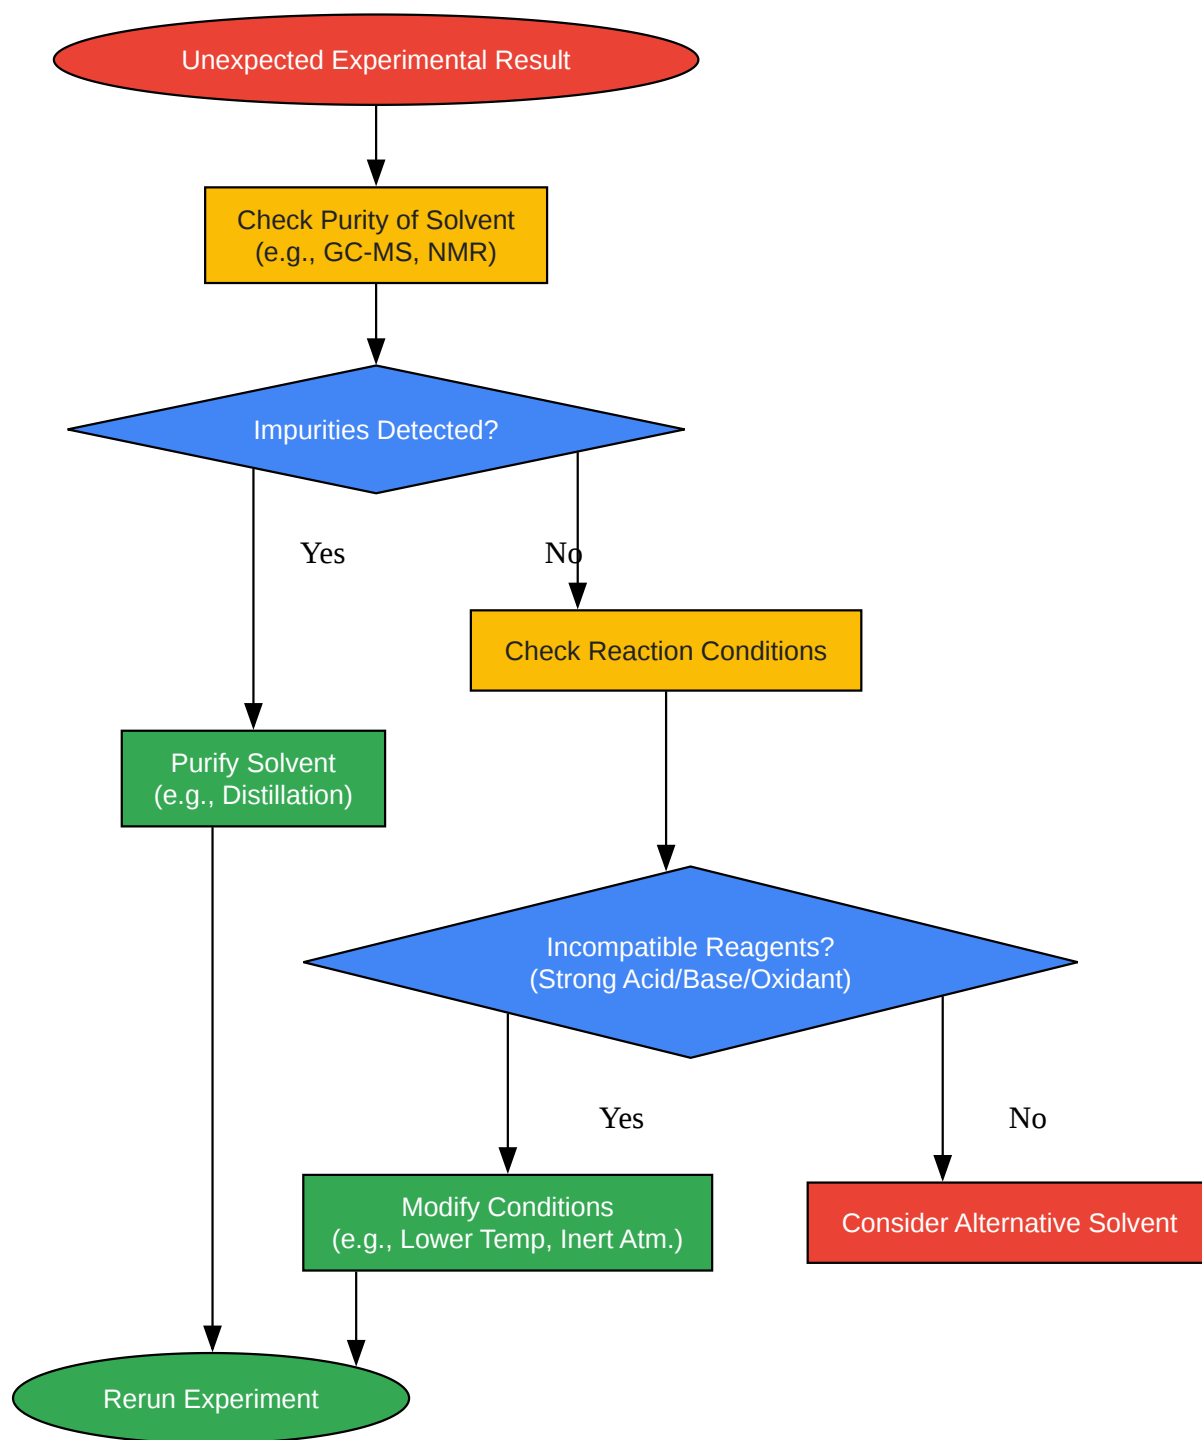 Unexpected Experimental Result
Check Purity of Solvent
(e.g., GC-MS, NMR)
Impurities Detected?
Yes
No
Check Reaction Conditions
Purify Solvent
(e.g., Distillation)
Incompatible Reagents?
(Strong Acid/Base/Oxidant)
Yes
No
Modify Conditions
(e.g., Lower Temp, Inert Atm.)
Consider Alternative Solvent
Rerun Experiment